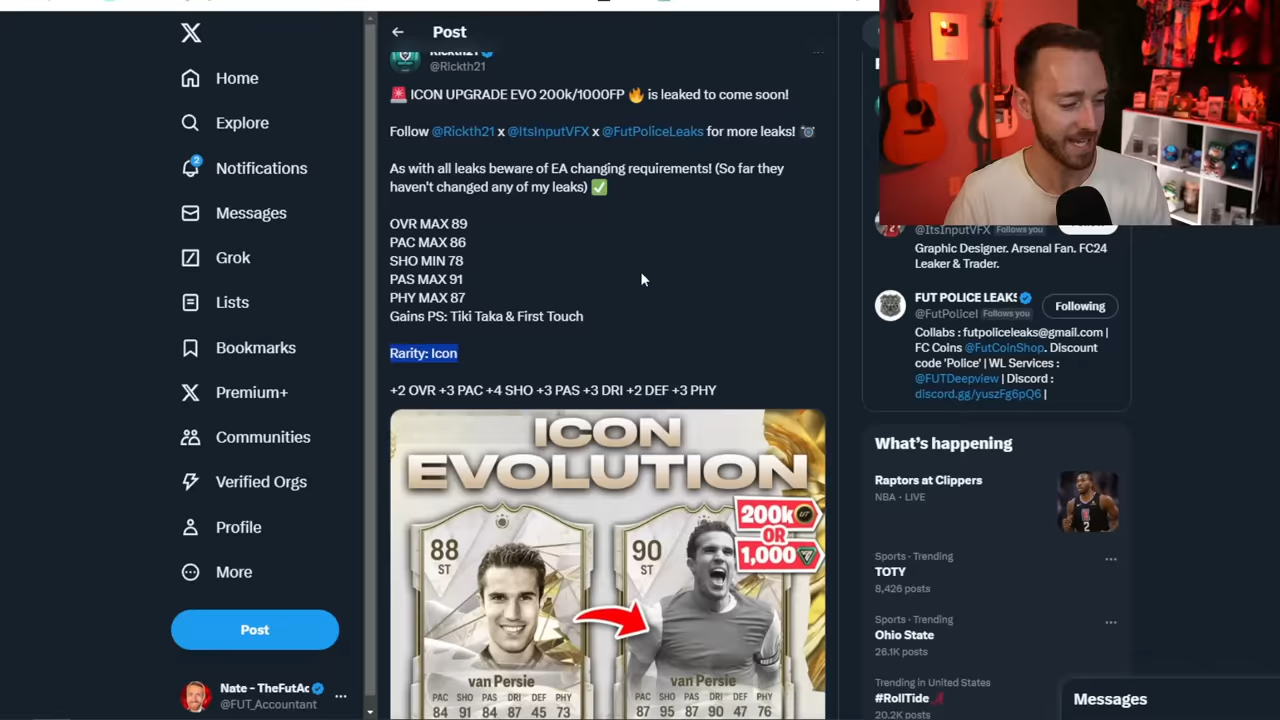 Post
Rickth21
@Rickth21
Home
Explore
Notifications
2
Messages
Grok
Lists
Bookmarks
Premium+
Communities
Verified Orgs
Profile
More
Post
Nate - TheFutAc
@FUT_Accountant
🚨 ICON UPGRADE EVO 200k/1000FP 🔥 is leaked to come soon!
Follow @Rickth21 x @ItsInputVFX x @FutPoliceLeaks for more leaks! 📸
As with all leaks beware of EA changing requirements! (So far they
haven't changed any of my leaks) ✅
OVR MAX 89
PAC MAX 86
SHO MIN 78
PAS MAX 91
PHY MAX 87
Gains PS: Tiki Taka & First Touch
Rarity: Icon
+2 OVR +3 PAC +4 SHO +3 PAS +3 DRI +2 DEF +3 PHY
ICON
EVOLUTION
200k
OR
1,000
88
ST
van Persie
PAC SHO PAS DRI DEF PHY
84 91 84 87 45 73
90
ST
van Persie
PAC SHO PAS DRI DEF PHY
87 95 87 90 47 76
@ItsInputVFX Follows you
Graphic Designer. Arsenal Fan. FC24
Leaker & Trader.
FUT POLICE LEAKS
@FutPolicel Follows you
Following
Collabs : futpoliceleaks@gmail.com |
FC Coins @FutCoinShop. Discount
code 'Police' | WL Services :
@FUTDeepview | Discord :
discord.gg/yuszFg6pQ6 |
What's happening
Raptors at Clippers
NBA · LIVE
Sports · Trending
TOTY
8,426 posts
Sports · Trending
Ohio State
26.1K posts
Trending in United States
#RollTide
20.2K posts
Messages